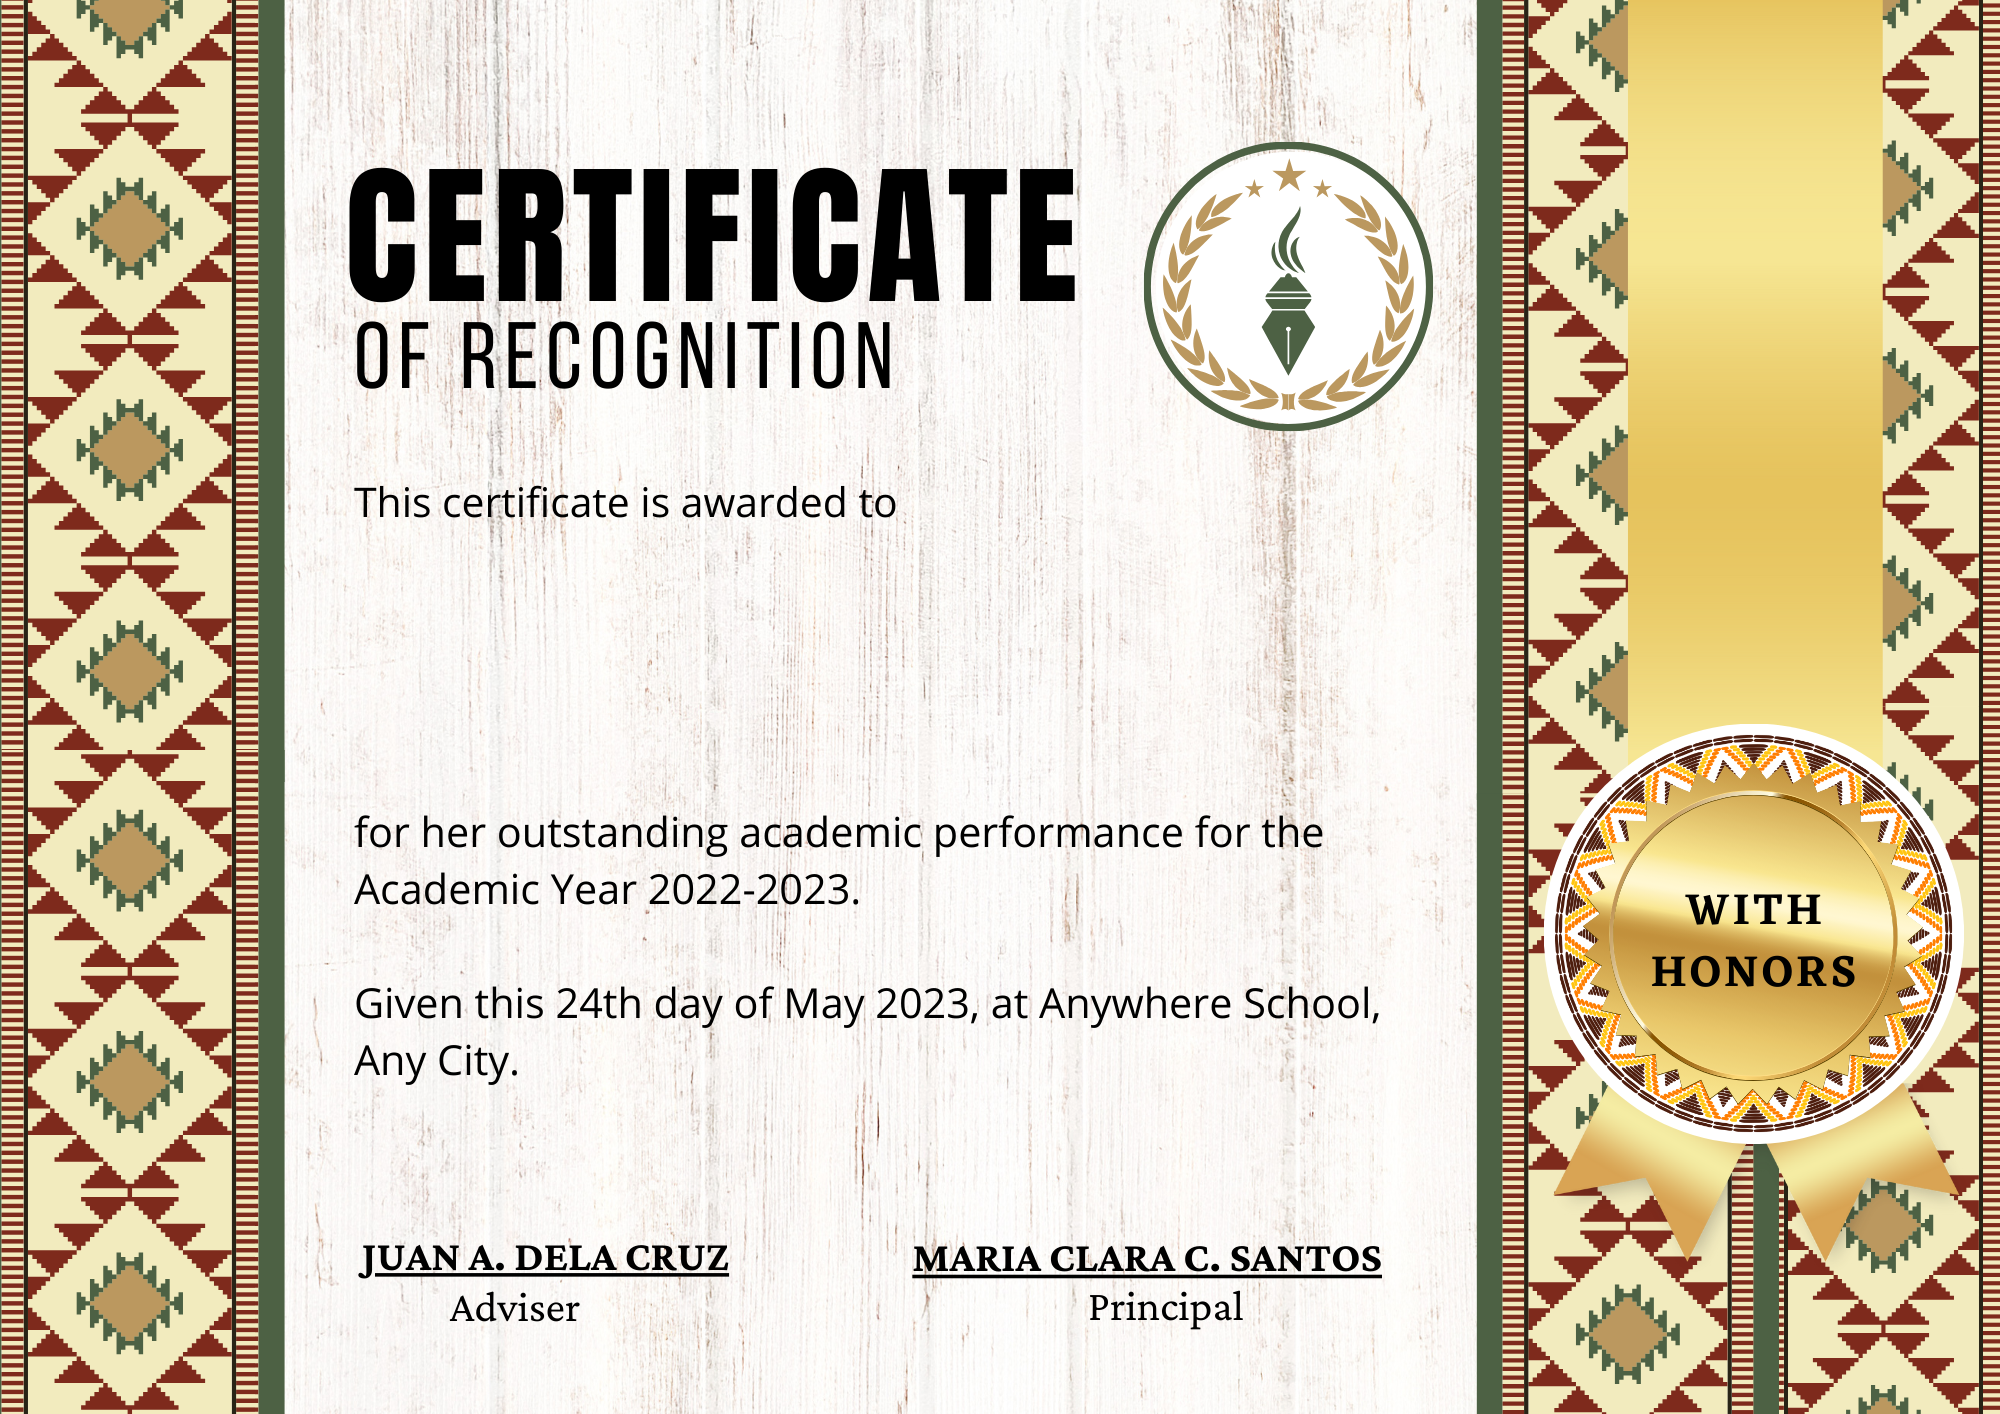 CERTIFICATE
OF RECOGNITION
This certificate is awarded to
for her outstanding academic performance for the
Academic Year 2022-2023.
Given this 24th day of May 2023, at Anywhere School,
Any City.
WITH
HONORS
JUAN A. DELA CRUZ
Adviser
MARIA CLARA C. SANTOS
Principal